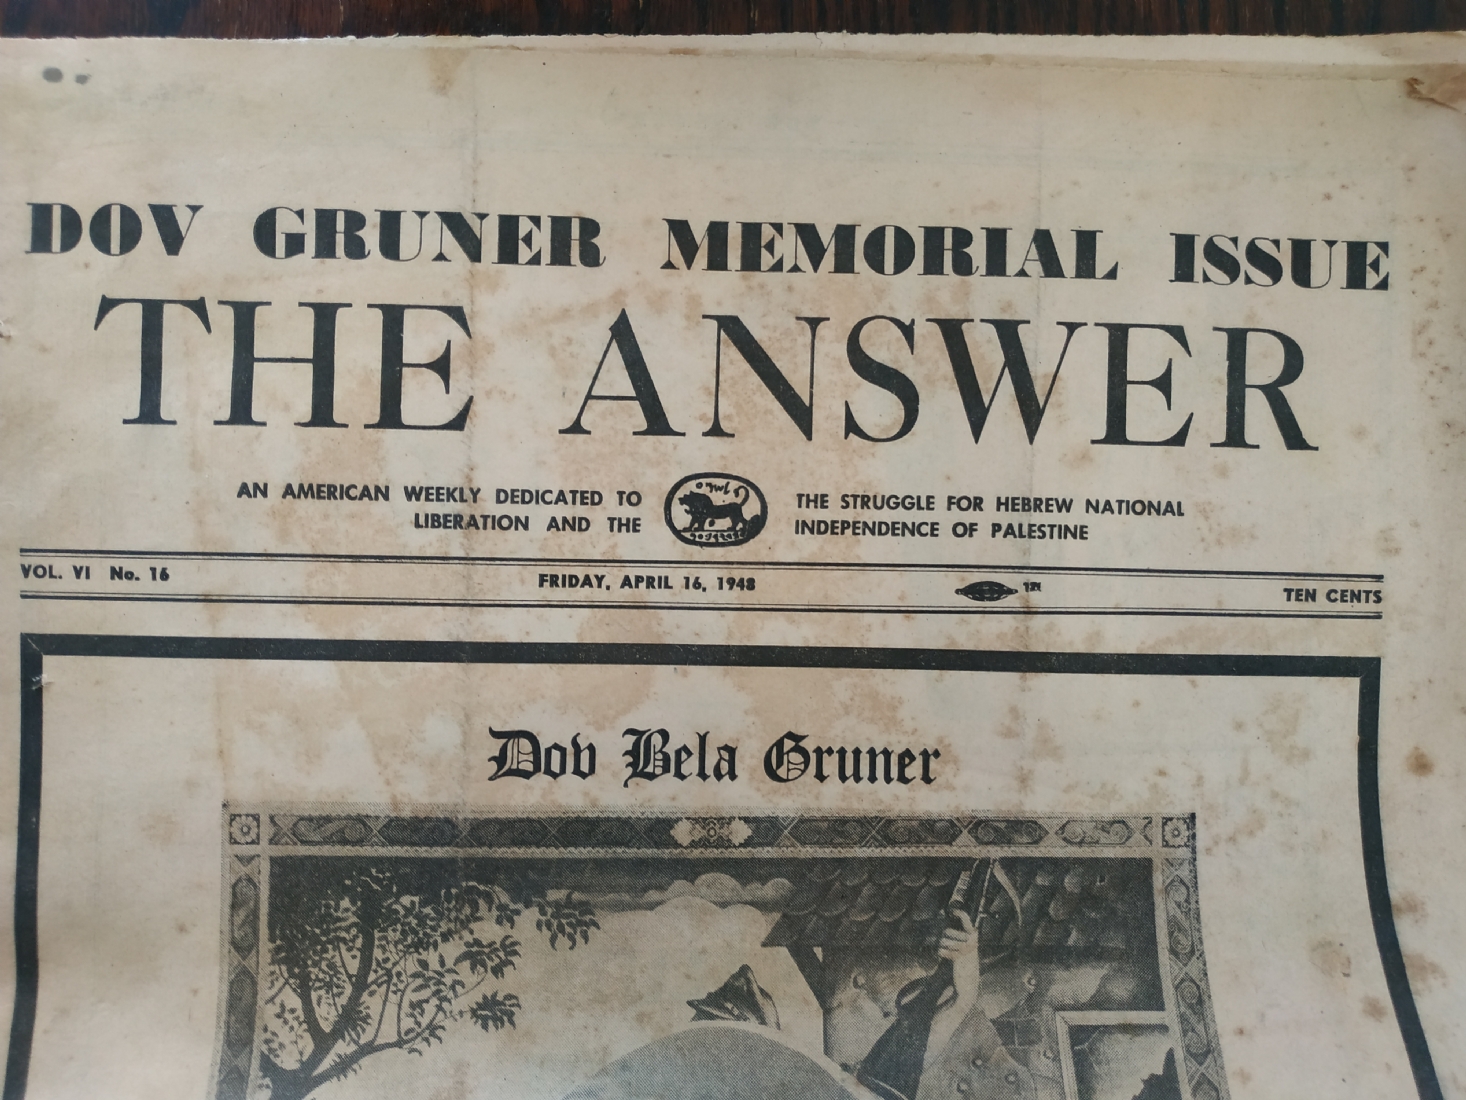 DOV GRUNER MEMORIAL ISSUE
THE ANSWER
AN AMERICAN WEEKLY DEDICATED TO
LIBERATION AND THE
THE STRUGGLE FOR HEBREW NATIONAL
INDEPENDENCE OF PALESTINE
VOL. VI No. 16
FRIDAY, APRIL 16, 1948
TEN CENTS
Dov Bela Gruner